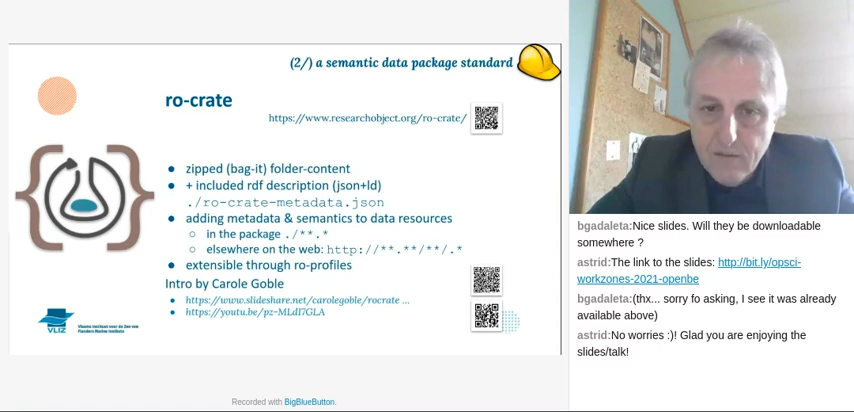 (2/) a semantic data package standard
ro-crate
https://www.researchobject.org/ro-crate/
● zipped (bag-it) folder-content
● + included rdf description (json+ld)
./ro-crate-metadata.json
● adding metadata & semantics to data resources
○ in the package ./**.*
○ elsewhere on the web: http://**.**/**/.*
● extensible through ro-profiles
Intro by Carole Goble
● https://www.slideshare.net/carolegoble/rocrate ...
● https://youtu.be/pz-MLdI7GLA
VLIZ
Vlaams Instituut voor de Zee vzw
Flanders Marine Institute
Recorded with BigBlueButton.
bgadaleta:Nice slides. Will they be downloadable
somewhere ?
astrid:The link to the slides: http://bit.ly/opsci-
workzones-2021-openbe
bgadaleta:(thx... sorry fo asking, I see it was already
available above)
astrid:No worries :)! Glad you are enjoying the
slides/talk!